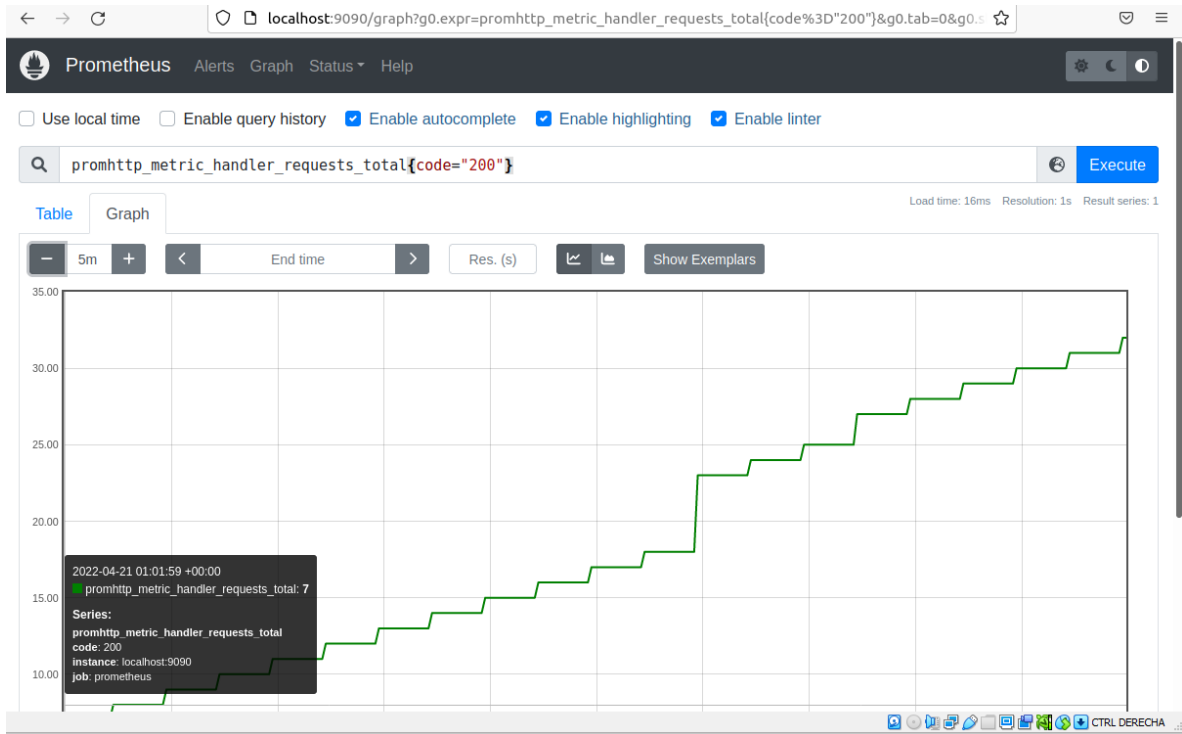 localhost:9090/graph?g0.expr=promhttp_metric_handler_requests_total{code%3D"200"}&g0.tab=0&g0.s
Prometheus Alerts Graph Status Help
Use local time Enable query history Enable autocomplete Enable highlighting Enable linter
promhttp_metric_handler_requests_total{code="200"} Execute
Load time: 16ms Resolution: 1s Result series: 1
Table Graph
− 5m + < End time > Res. (s) Show Exemplars
35.00
30.00
25.00
20.00
15.00
10.00
2022-04-21 01:01:59 +00:00
promhttp_metric_handler_requests_total: 7
Series:
promhttp_metric_handler_requests_total
code: 200
instance: localhost:9090
job: prometheus
CTRL DERECHA